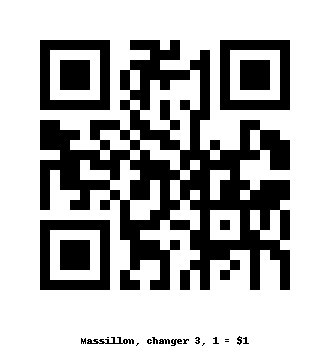 Massillon, changer 3, 1 = $1